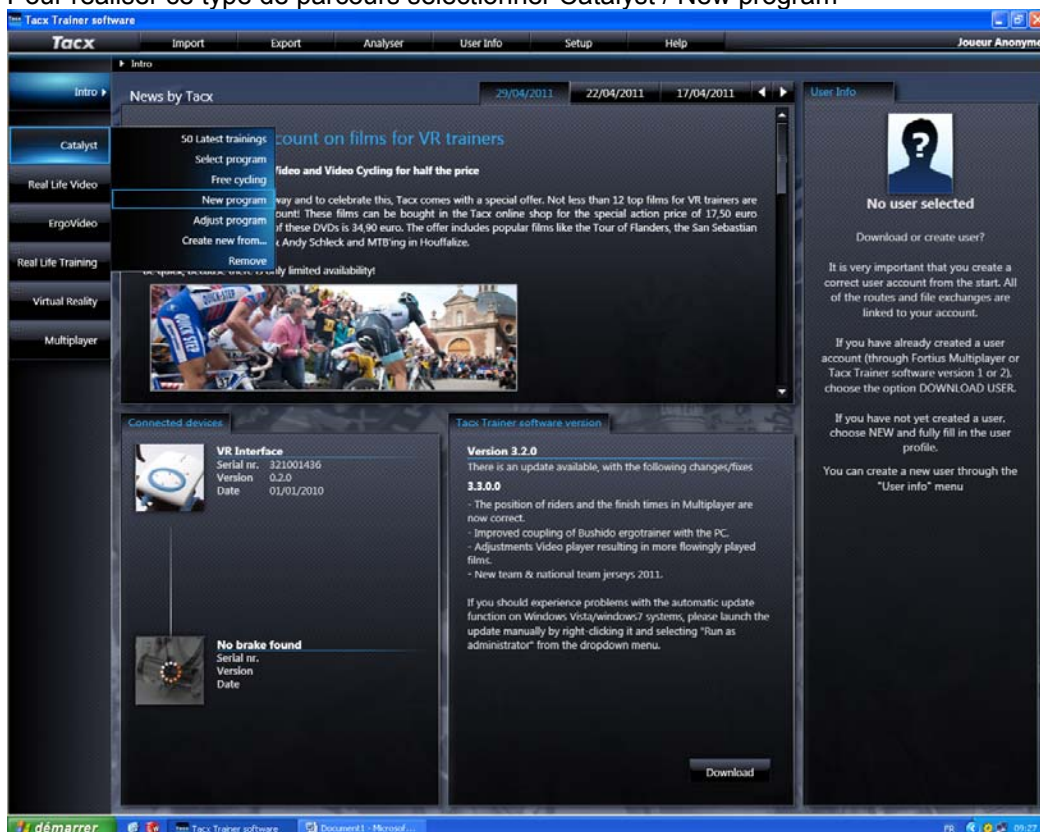 Pour réaliser ce type de parcours sélectionner Catalyst / New program
Tacx Trainer software
Tacx
Import
Export
Analyser
User Info
Setup
Help
Joueur Anonyme
Intro
Intro
Catalyst
Real Life Video
ErgoVideo
Real Life Training
Virtual Reality
Multiplayer
50 Latest trainings
Select program
Free cycling
New program
Adjust program
Create new from...
Remove
News by Tacx
29/04/2011
22/04/2011
17/04/2011
count on films for VR trainers
Video and Video Cycling for half the price
way and to celebrate this, Tacx comes with a special offer. Not less than 12 top films for VR trainers are
ount! These films can be bought in the Tacx online shop for the special action price of 17,50 euro
of these DVDs is 34,90 euro. The offer includes popular films like the Tour of Flanders, the San Sebastian
Andy Schleck and MTB'ing in Houffalize.
Be quick, because there is only limited availability!
QUICK·STEP
QUICK STEP
Connected devices
VR Interface
Serial nr. 321001436
Version 0.2.0
Date 01/01/2010
No brake found
Serial nr.
Version
Date
Tacx Trainer software version
Version 3.2.0
There is an update available, with the following changes/fixes
3.3.0.0
- The position of riders and the finish times in Multiplayer are
now correct.
- Improved coupling of Bushido ergotrainer with the PC.
- Adjustments Video player resulting in more flowingly played
films.
- New team & national team jerseys 2011.
If you should experience problems with the automatic update
function on Windows Vista/windows7 systems, please launch the
update manually by right-clicking it and selecting "Run as
administrator" from the dropdown menu.
Download
User Info
?
No user selected
Download or create user?
It is very important that you create a
correct user account from the start. All
of the routes and file exchanges are
linked to your account.
If you have already created a user
account (through Fortius Multiplayer or
Tacx Trainer software version 1 or 2),
choose the option DOWNLOAD USER.
If you have not yet created a user,
choose NEW and fully fill in the user
profile.
You can create a new user through the
"User info" menu
démarrer
Tacx Trainer software
Document1 - Microsof...
FR
09:27